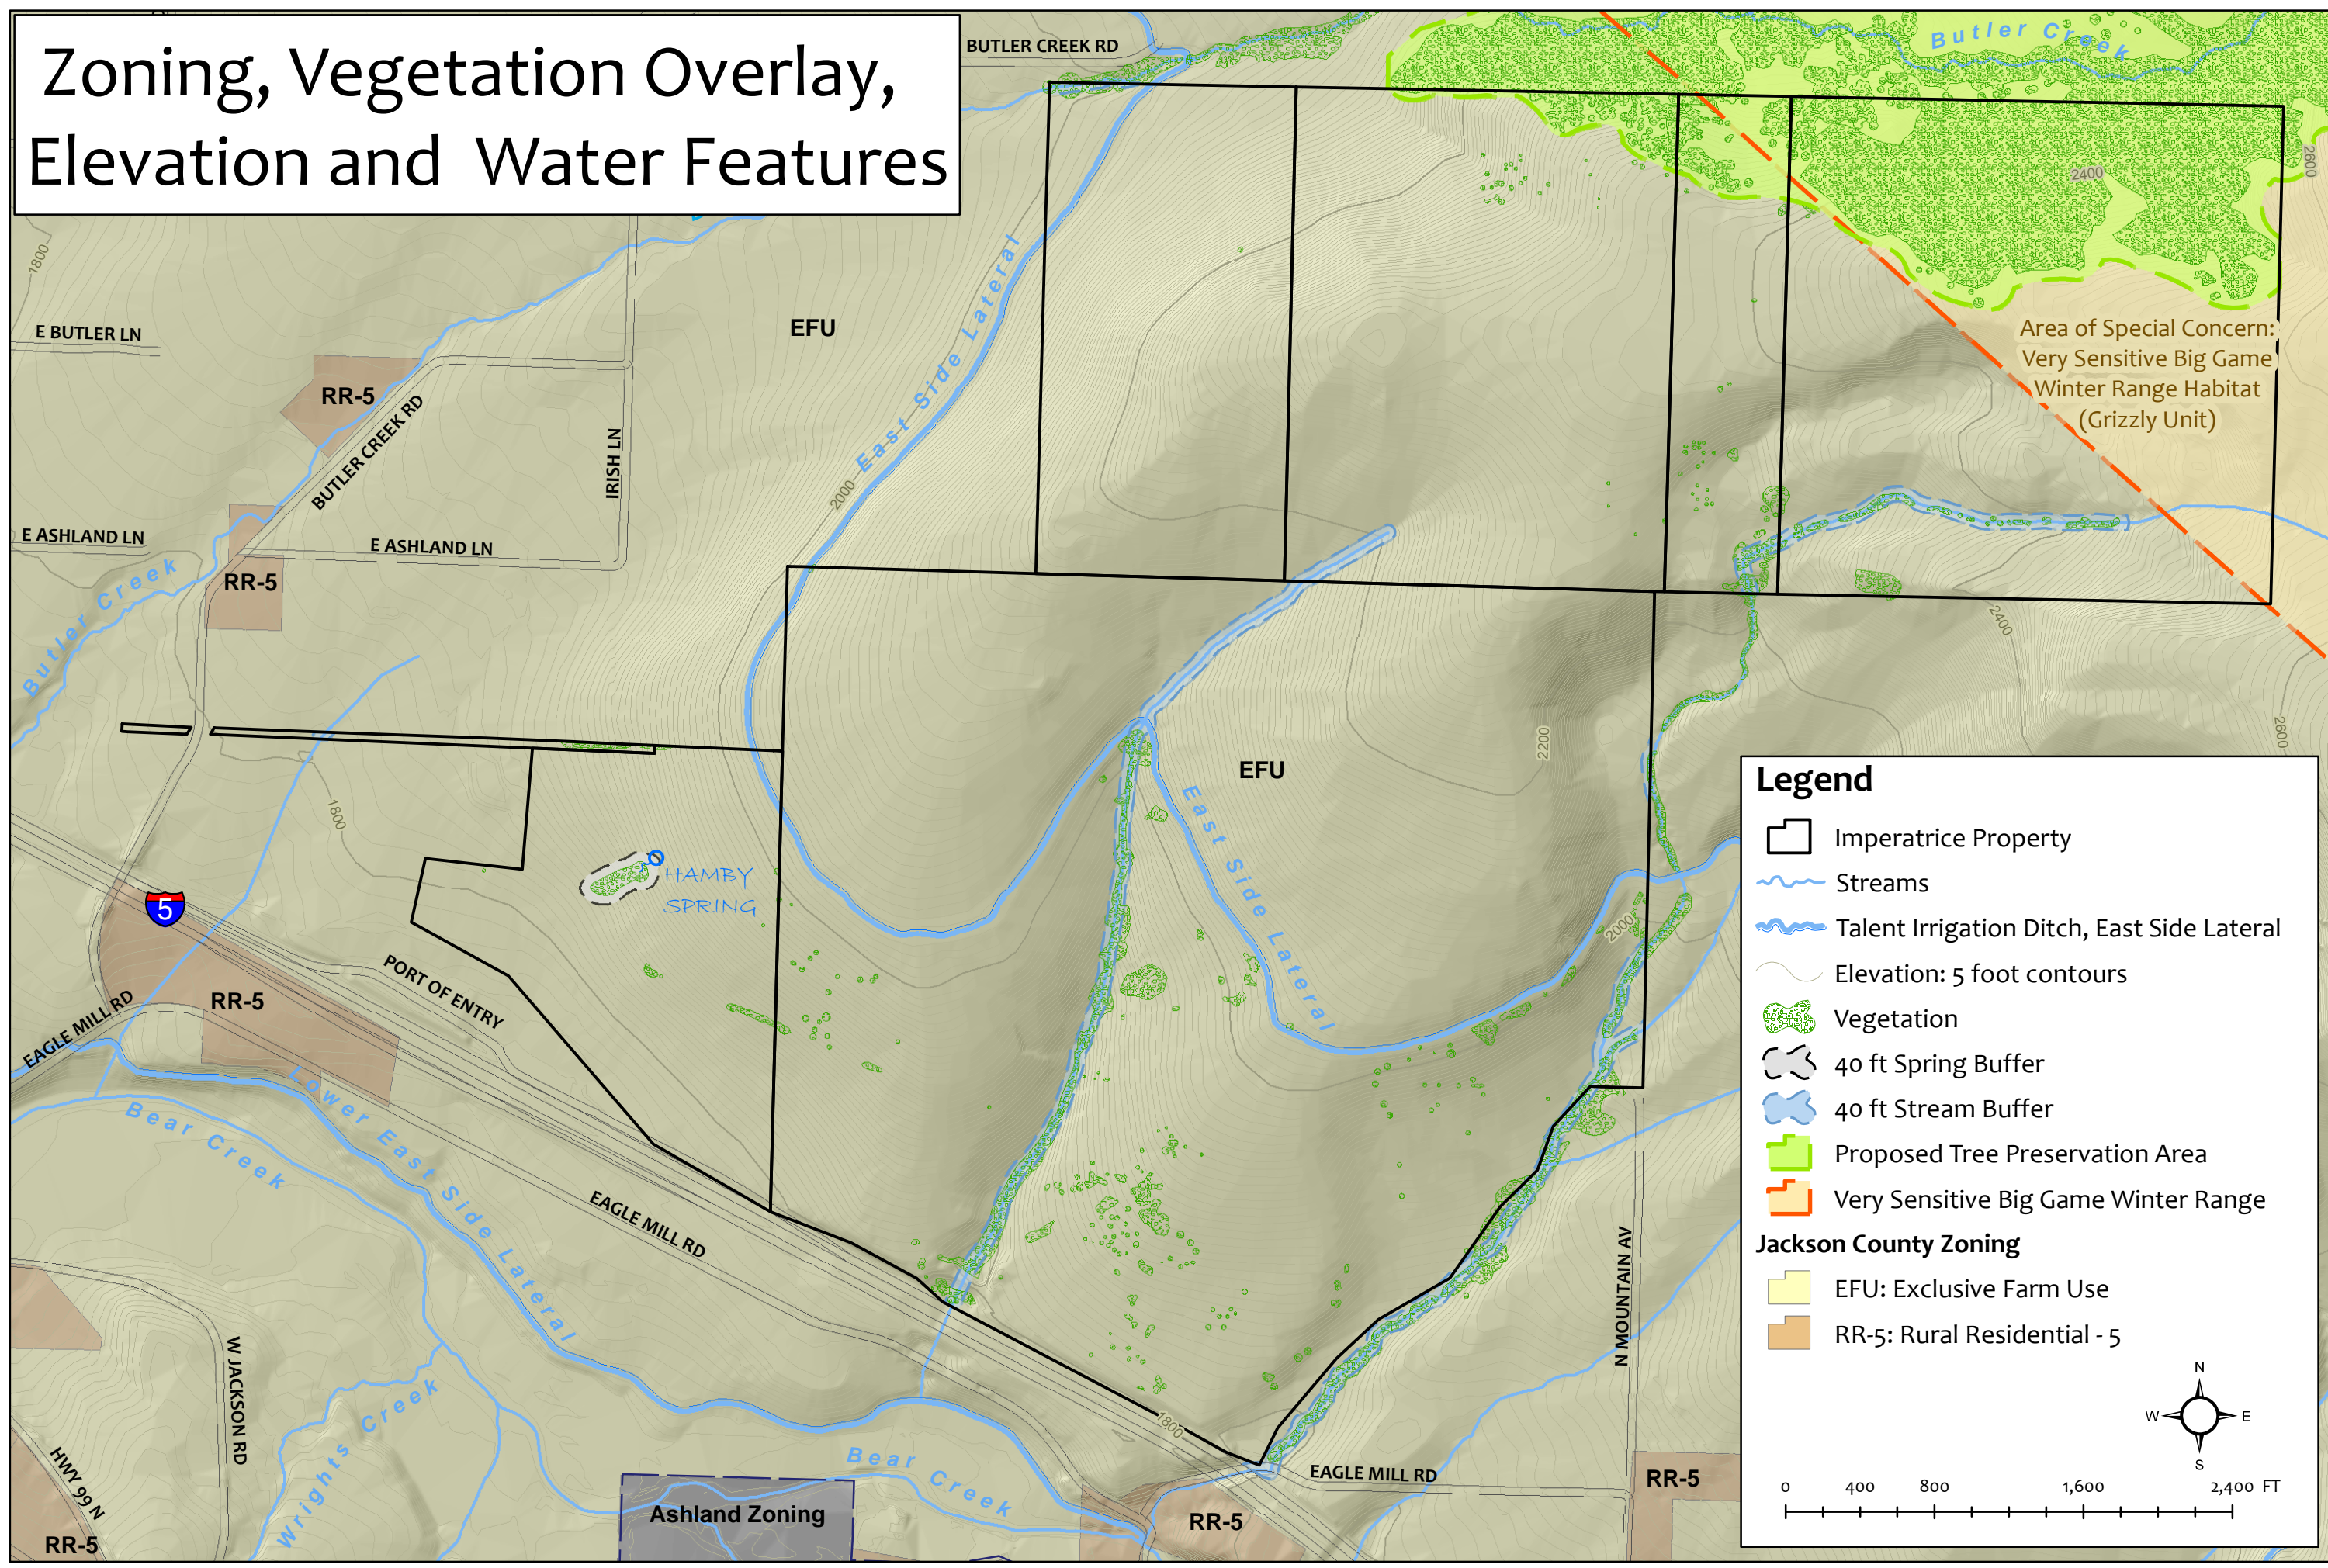 Zoning, Vegetation Overlay,
Elevation and Water Features
BUTLER CREEK RD
Butler Creek
2600
2400
1800
E BUTLER LN
RR-5
BUTLER CREEK RD
IRISH LN
EFU
East Side Lateral
2000
Area of Special Concern:
Very Sensitive Big Game
Winter Range Habitat
(Grizzly Unit)
E ASHLAND LN
E ASHLAND LN
RR-5
Butler Creek
2400
2600
2200
EFU
1800
HAMBY
SPRING
East Side Lateral
2000
5
PORT OF ENTRY
RR-5
EAGLE MILL RD
Bear Creek
Lower East Side Lateral
EAGLE MILL RD
N MOUNTAIN AV
W JACKSON RD
Wrights Creek
HWY 99 N
RR-5
1800
Bear Creek
Ashland Zoning
EAGLE MILL RD
RR-5
RR-5
Legend
Imperatrice Property
Streams
Talent Irrigation Ditch, East Side Lateral
Elevation: 5 foot contours
Vegetation
40 ft Spring Buffer
40 ft Stream Buffer
Proposed Tree Preservation Area
Very Sensitive Big Game Winter Range
Jackson County Zoning
EFU: Exclusive Farm Use
RR-5: Rural Residential - 5
N
W E
S
0 400 800 1,600 2,400 FT